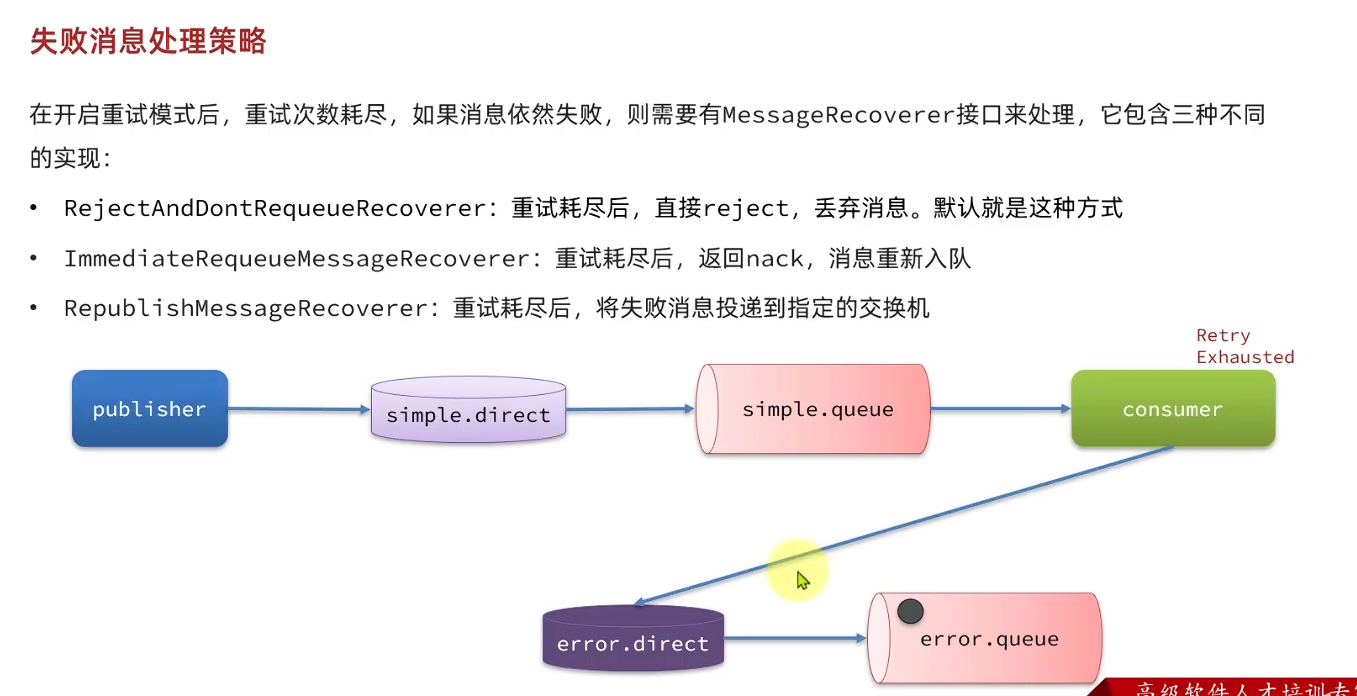 失败消息处理策略
在开启重试模式后，重试次数耗尽，如果消息依然失败，则需要有MessageRecoverer接口来处理，它包含三种不同
的实现：
• RejectAndDontRequeueRecoverer：重试耗尽后，直接reject，丢弃消息。默认就是这种方式
• ImmediateRequeueMessageRecoverer：重试耗尽后，返回nack，消息重新入队
• RepublishMessageRecoverer：重试耗尽后，将失败消息投递到指定的交换机
Retry
Exhausted
publisher
simple.direct
simple.queue
consumer
error.direct
error.queue
高级软件人才培训专